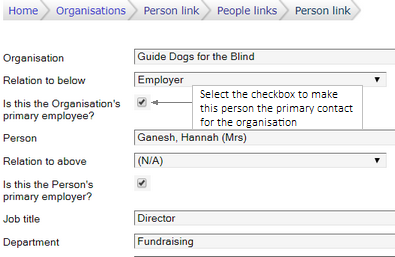 Home Organisations Person link People links Person link
Organisation Guide Dogs for the Blind
Relation to below Employer
Is this the Organisation's
primary employee?
Select the checkbox to make
this person the primary contact
for the organisation
Person Ganesh, Hannah (Mrs)
Relation to above (N/A)
Is this the Person's
primary employer?
Job title Director
Department Fundraising